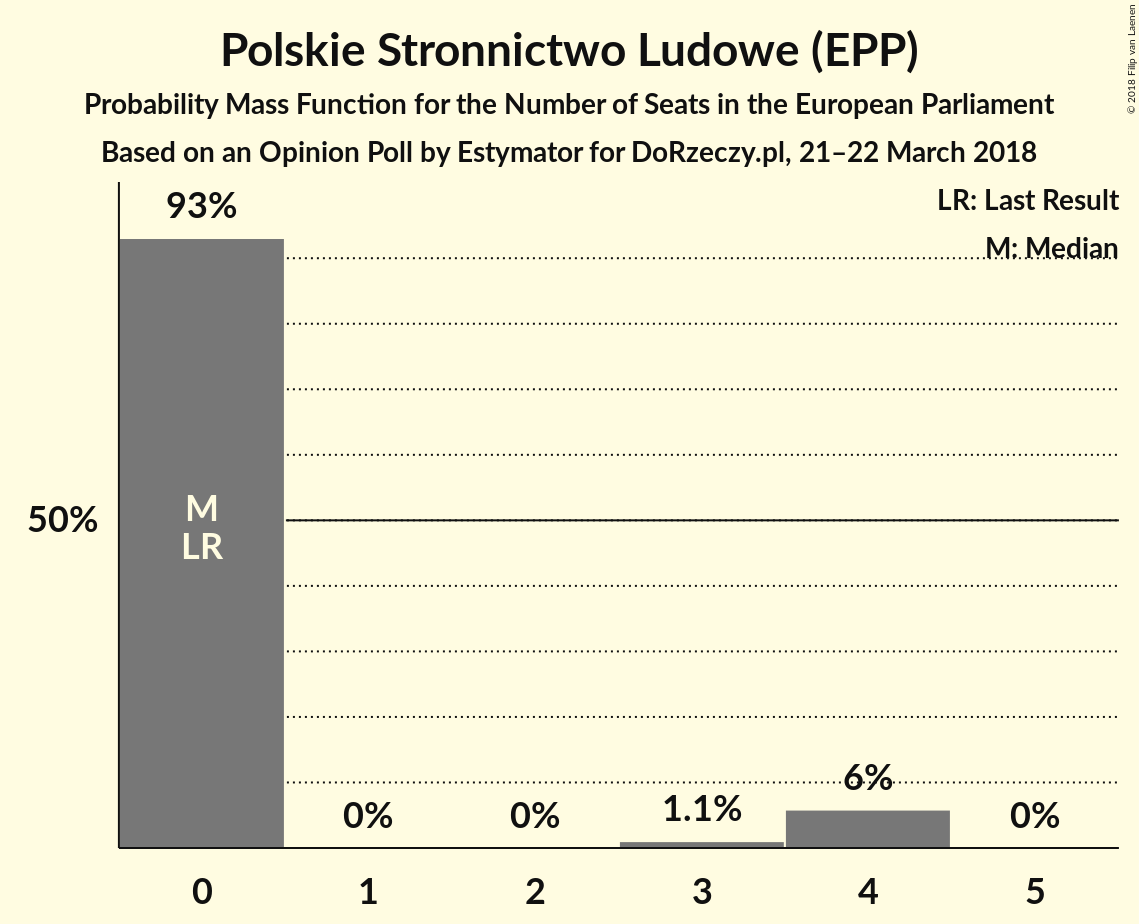 Polskie Stronnictwo Ludowe (EPP)
Probability Mass Function for the Number of Seats in the European Parliament
Based on an Opinion Poll by Estymator for DoRzeczy.pl, 21–22 March 2018
© 2018 Filip van Laenen
LR: Last Result
M: Median
93%
50%
M
LR
0%
0%
1.1%
6%
0%
0
1
2
3
4
5